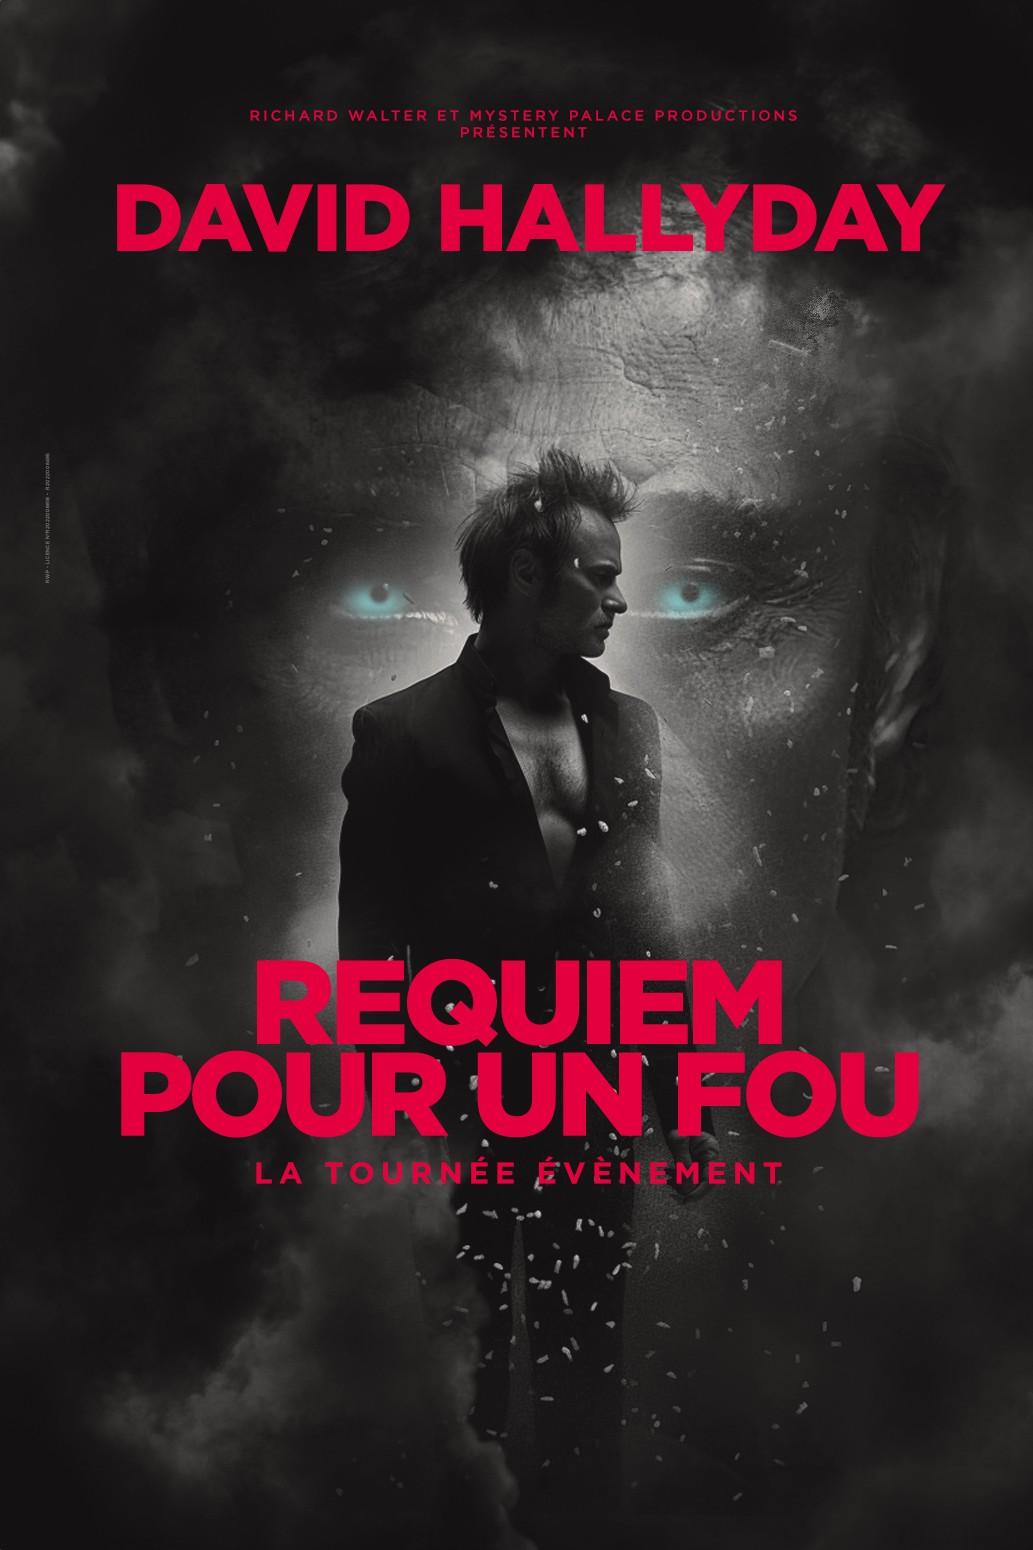 RICHARD WALTER ET MYSTERY PALACE PRODUCTIONS
PRÉSENTENT
DAVID HALLYDAY
REQUIEM
POUR UN FOU
LA TOURNÉE ÉVÈNEMENT